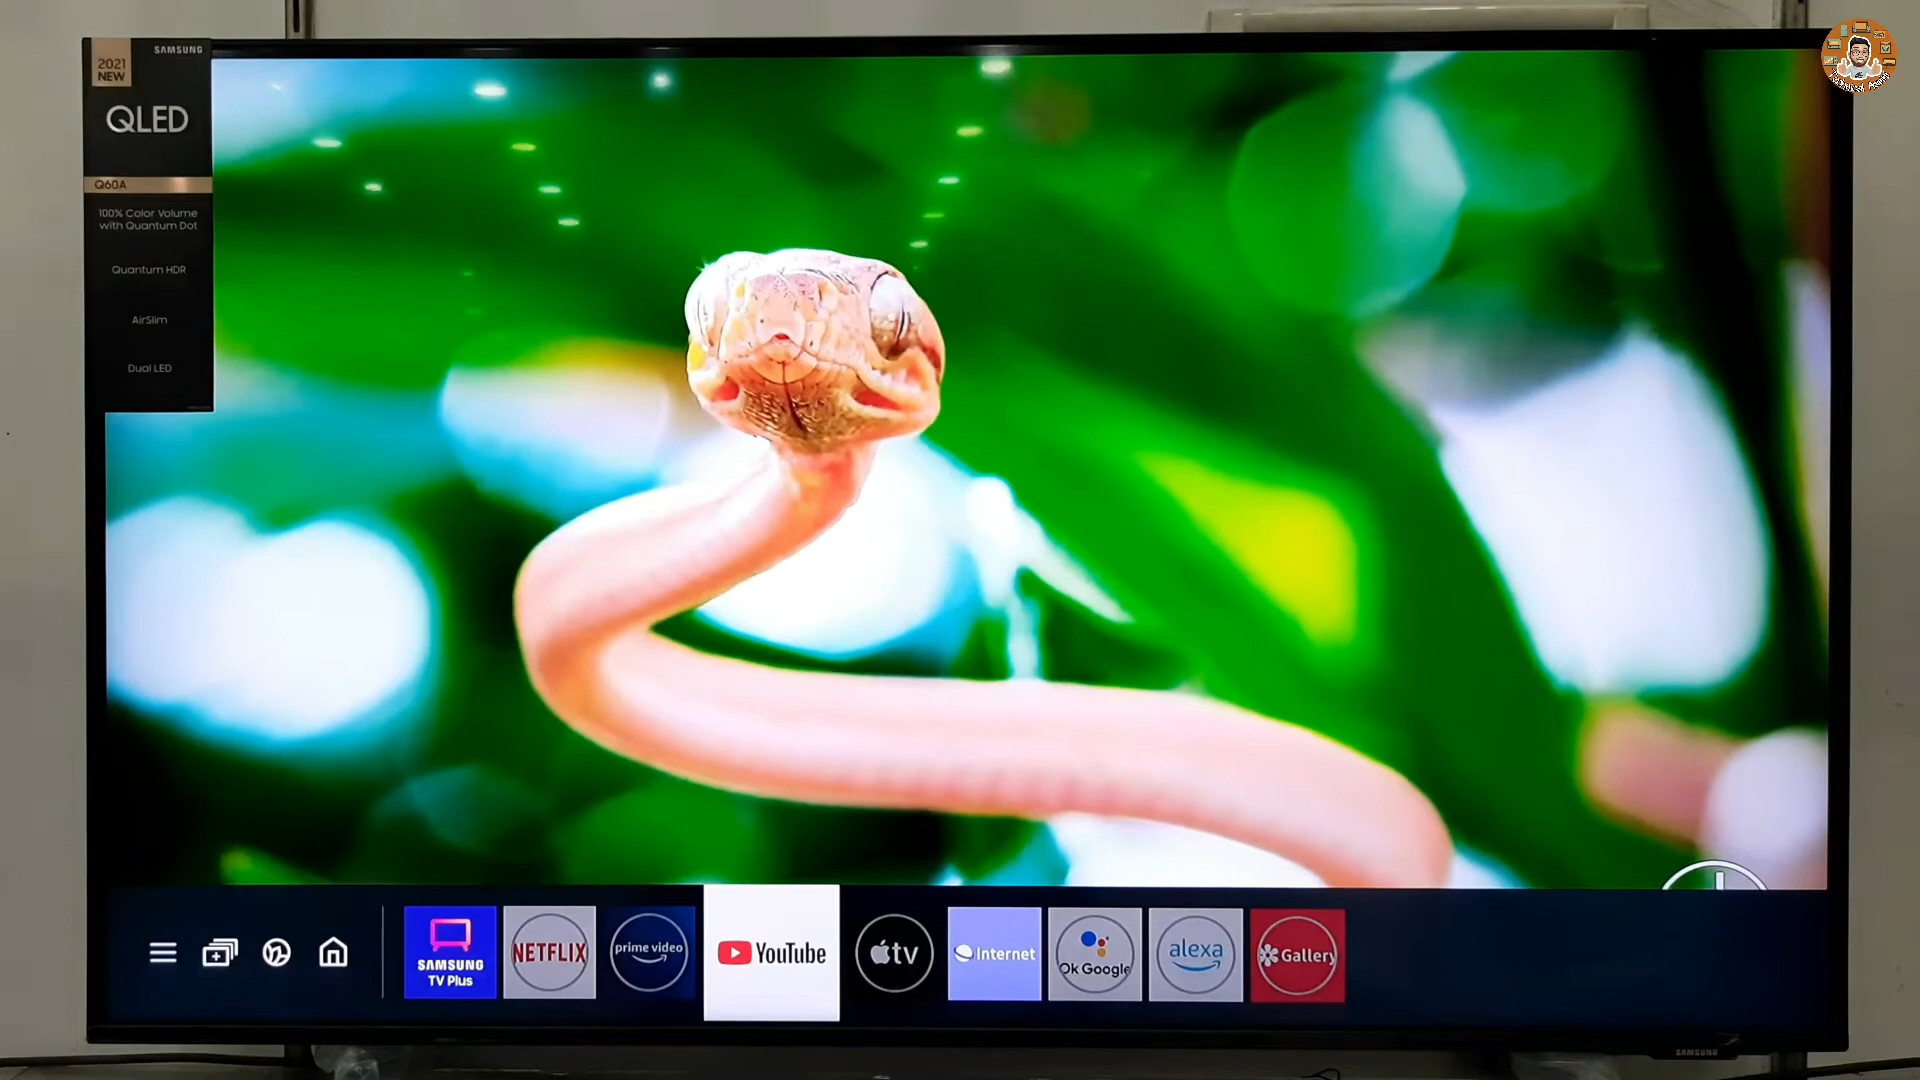 SAMSUNG
2021
NEW
QLED
Q60A
100% Color Volume
with Quantum Dot
Quantum HDR
AirSlim
Dual LED
SAMSUNG
TV Plus
NETFLIX
prime video
YouTube
tv
Internet
Ok Google
alexa
Gallery
SAMSUNG